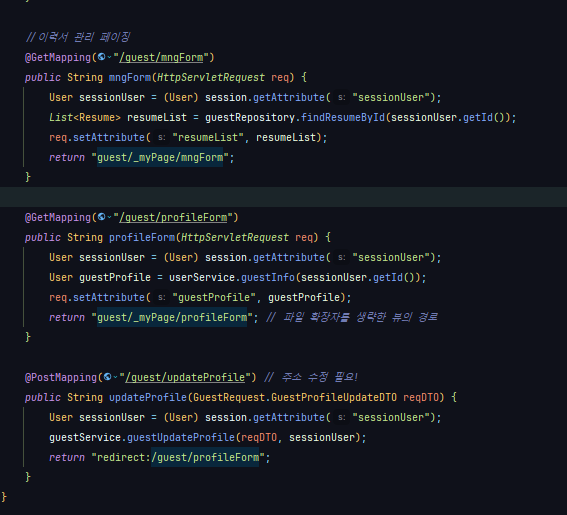 //이력서 관리 페이징
@GetMapping("/guest/mngForm")
public String mngForm(HttpServletRequest req) {
User sessionUser = (User) session.getAttribute( s: "sessionUser");
List<Resume> resumeList = guestRepository.findResumeById(sessionUser.getId());
req.setAttribute( s: "resumeList", resumeList);
return "guest/_myPage/mngForm";
}
@GetMapping("/guest/profileForm")
public String profileForm(HttpServletRequest req) {
User sessionUser = (User) session.getAttribute( s: "sessionUser");
User guestProfile = userService.guestInfo(sessionUser.getId());
req.setAttribute( s: "guestProfile", guestProfile);
return "guest/_myPage/profileForm"; // 파일 확장자를 생략한 뷰의 경로
}
@PostMapping("/guest/updateProfile") // 주소 수정 필요!
public String updateProfile(GuestRequest.GuestProfileUpdateDTO reqDTO) {
User sessionUser = (User) session.getAttribute( s: "sessionUser");
guestService.guestUpdateProfile(reqDTO, sessionUser);
return "redirect:/guest/profileForm";
}
}